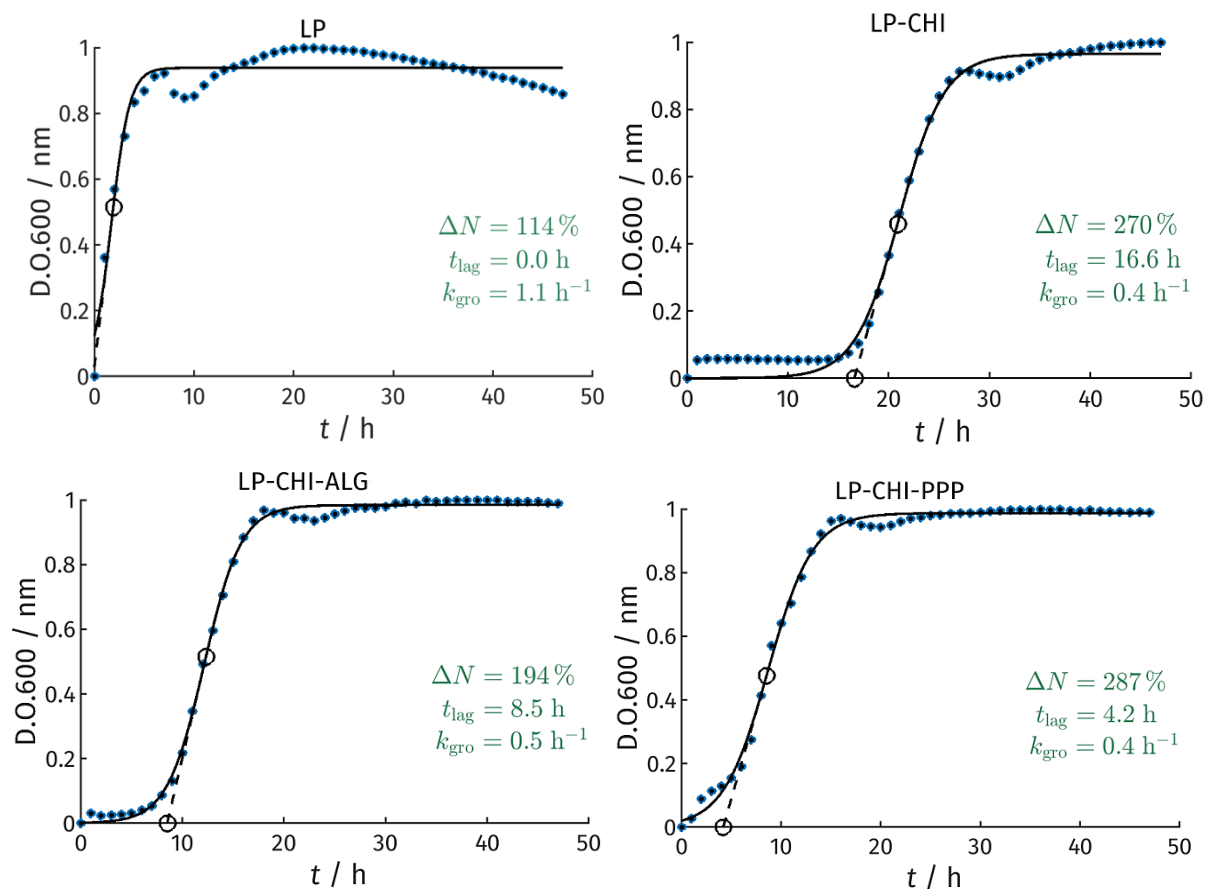 LP
D.O.600 / nm
1
0.8
0.6
0.4
0.2
0
ΔN = 114 %
t_lag = 0.0 h
k_gro = 1.1 h⁻¹
0 10 20 30 40 50
t / h
LP-CHI
D.O.600 / nm
1
0.8
0.6
0.4
0.2
0
ΔN = 270 %
t_lag = 16.6 h
k_gro = 0.4 h⁻¹
0 10 20 30 40 50
t / h
LP-CHI-ALG
D.O.600 / nm
1
0.8
0.6
0.4
0.2
0
ΔN = 194 %
t_lag = 8.5 h
k_gro = 0.5 h⁻¹
0 10 20 30 40 50
t / h
LP-CHI-PPP
D.O.600 / nm
1
0.8
0.6
0.4
0.2
0
ΔN = 287 %
t_lag = 4.2 h
k_gro = 0.4 h⁻¹
0 10 20 30 40 50
t / h